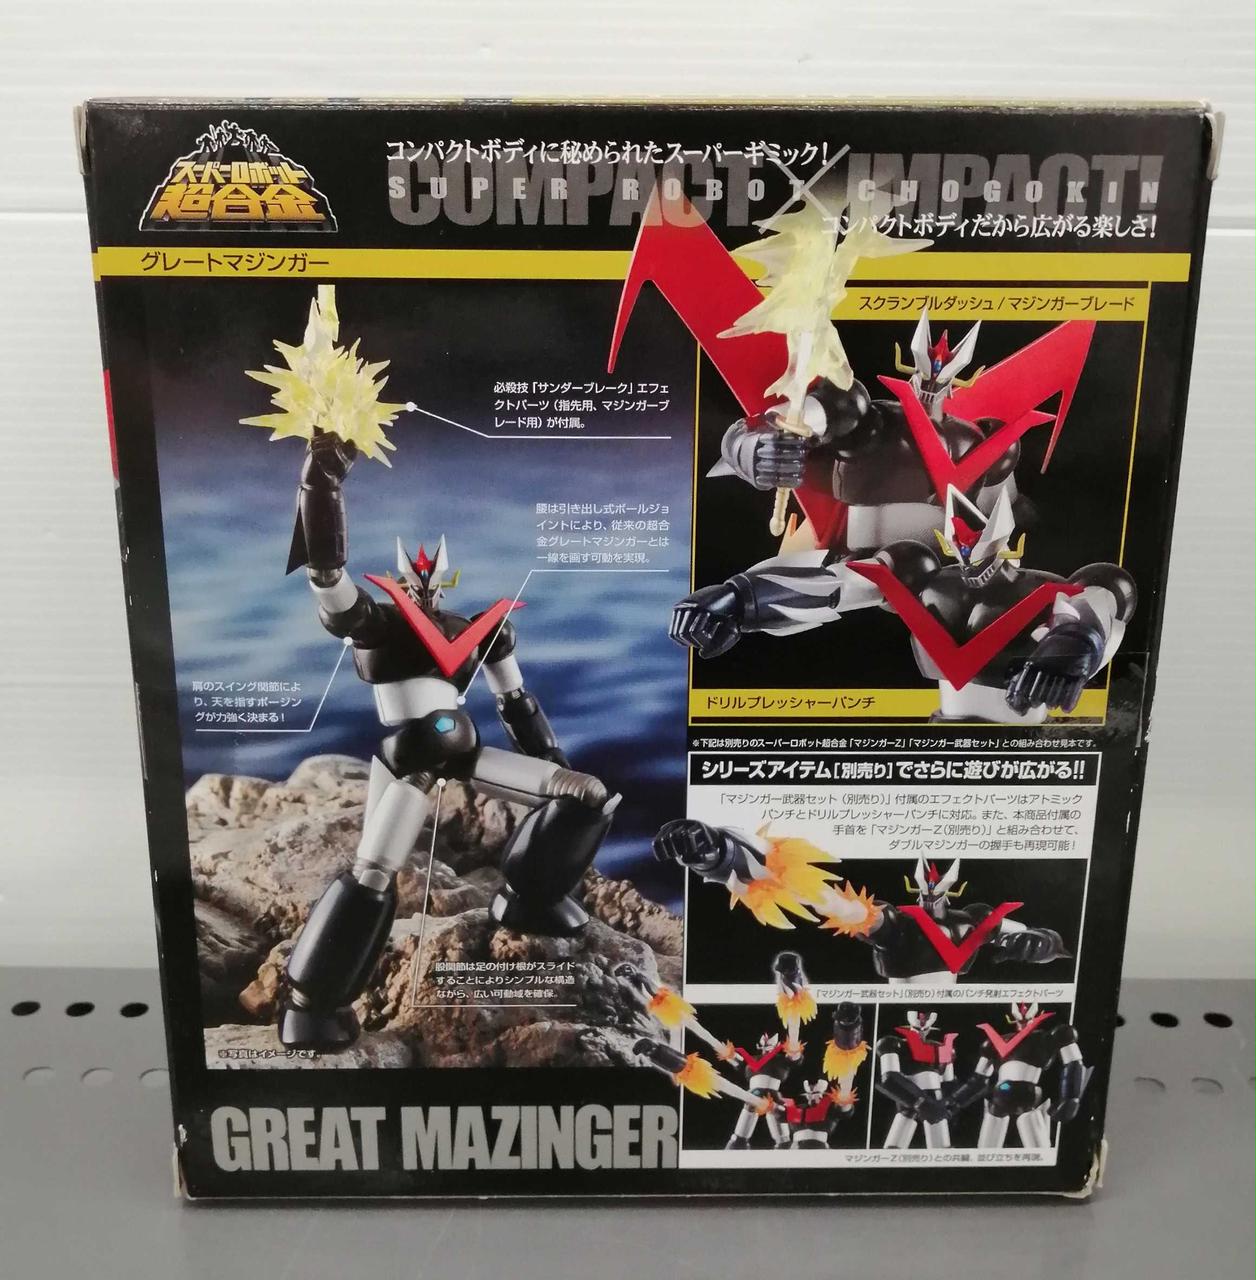 スーパーロボット
超合金
コンパクトボディに秘められたスーパーギミック!
COMPACT × IMPACT!
SUPER ROBOT CHOGOKIN
コンパクトボディだから広がる楽しさ!
グレートマジンガー
スクランブルダッシュ/マジンガーブレード
必殺技「サンダーブレーク」エフェ
クトパーツ(指先用、マジンガーブ
レード用)が付属。
腰は引き出し式ボールジョ
イントにより、従来の超合
金グレートマジンガーとは
一線を画す可動を実現。
肩のスイング関節によ
り、天を指すポージン
グが力強く決まる!
ドリルプレッシャーパンチ
※下記は別売りのスーパーロボット超合金「マジンガーZ」「マジンガー武器セット」との組み合わせ見本です。
シリーズアイテム[別売り]でさらに遊びが広がる!!
「マジンガー武器セット(別売り)」付属のエフェクトパーツはアトミック
パンチとドリルプレッシャーパンチに対応。また、本商品付属の
手首を「マジンガーZ(別売り)」と組み合わせて、
ダブルマジンガーの握手も再現可能!
股関節は足の付け根がスライド
することによりシンプルな構造
ながら、広い可動域を確保。
「マジンガー武器セット」(別売り)付属のパンチ発射エフェクトパーツ
※写真はイメージです。
GREAT MAZINGER
マジンガーZ(別売り)との共闘、並び立ちを再現。